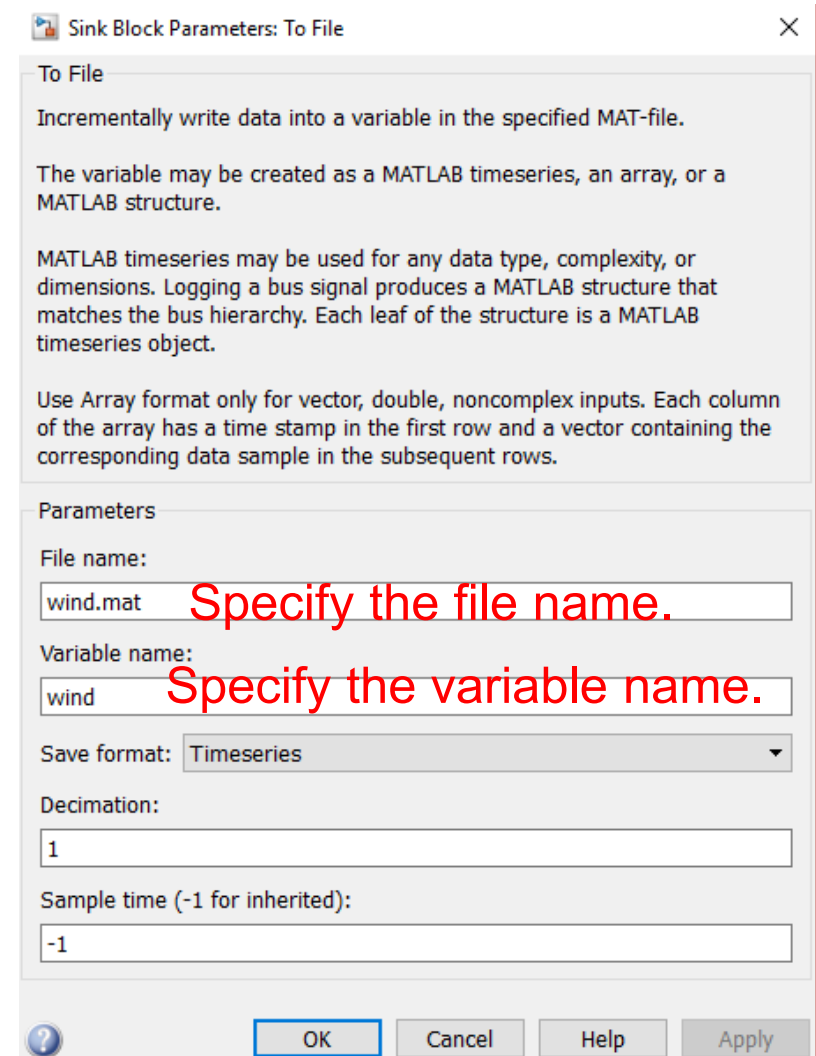 Sink Block Parameters: To File
To File
Incrementally write data into a variable in the specified MAT-file.
The variable may be created as a MATLAB timeseries, an array, or a
MATLAB structure.
MATLAB timeseries may be used for any data type, complexity, or
dimensions. Logging a bus signal produces a MATLAB structure that
matches the bus hierarchy. Each leaf of the structure is a MATLAB
timeseries object.
Use Array format only for vector, double, noncomplex inputs. Each column
of the array has a time stamp in the first row and a vector containing the
corresponding data sample in the subsequent rows.
Parameters
File name:
wind.mat Specify the file name.
Variable name:
wind Specify the variable name.
Save format: Timeseries
Decimation:
1
Sample time (-1 for inherited):
-1
? OK Cancel Help Apply